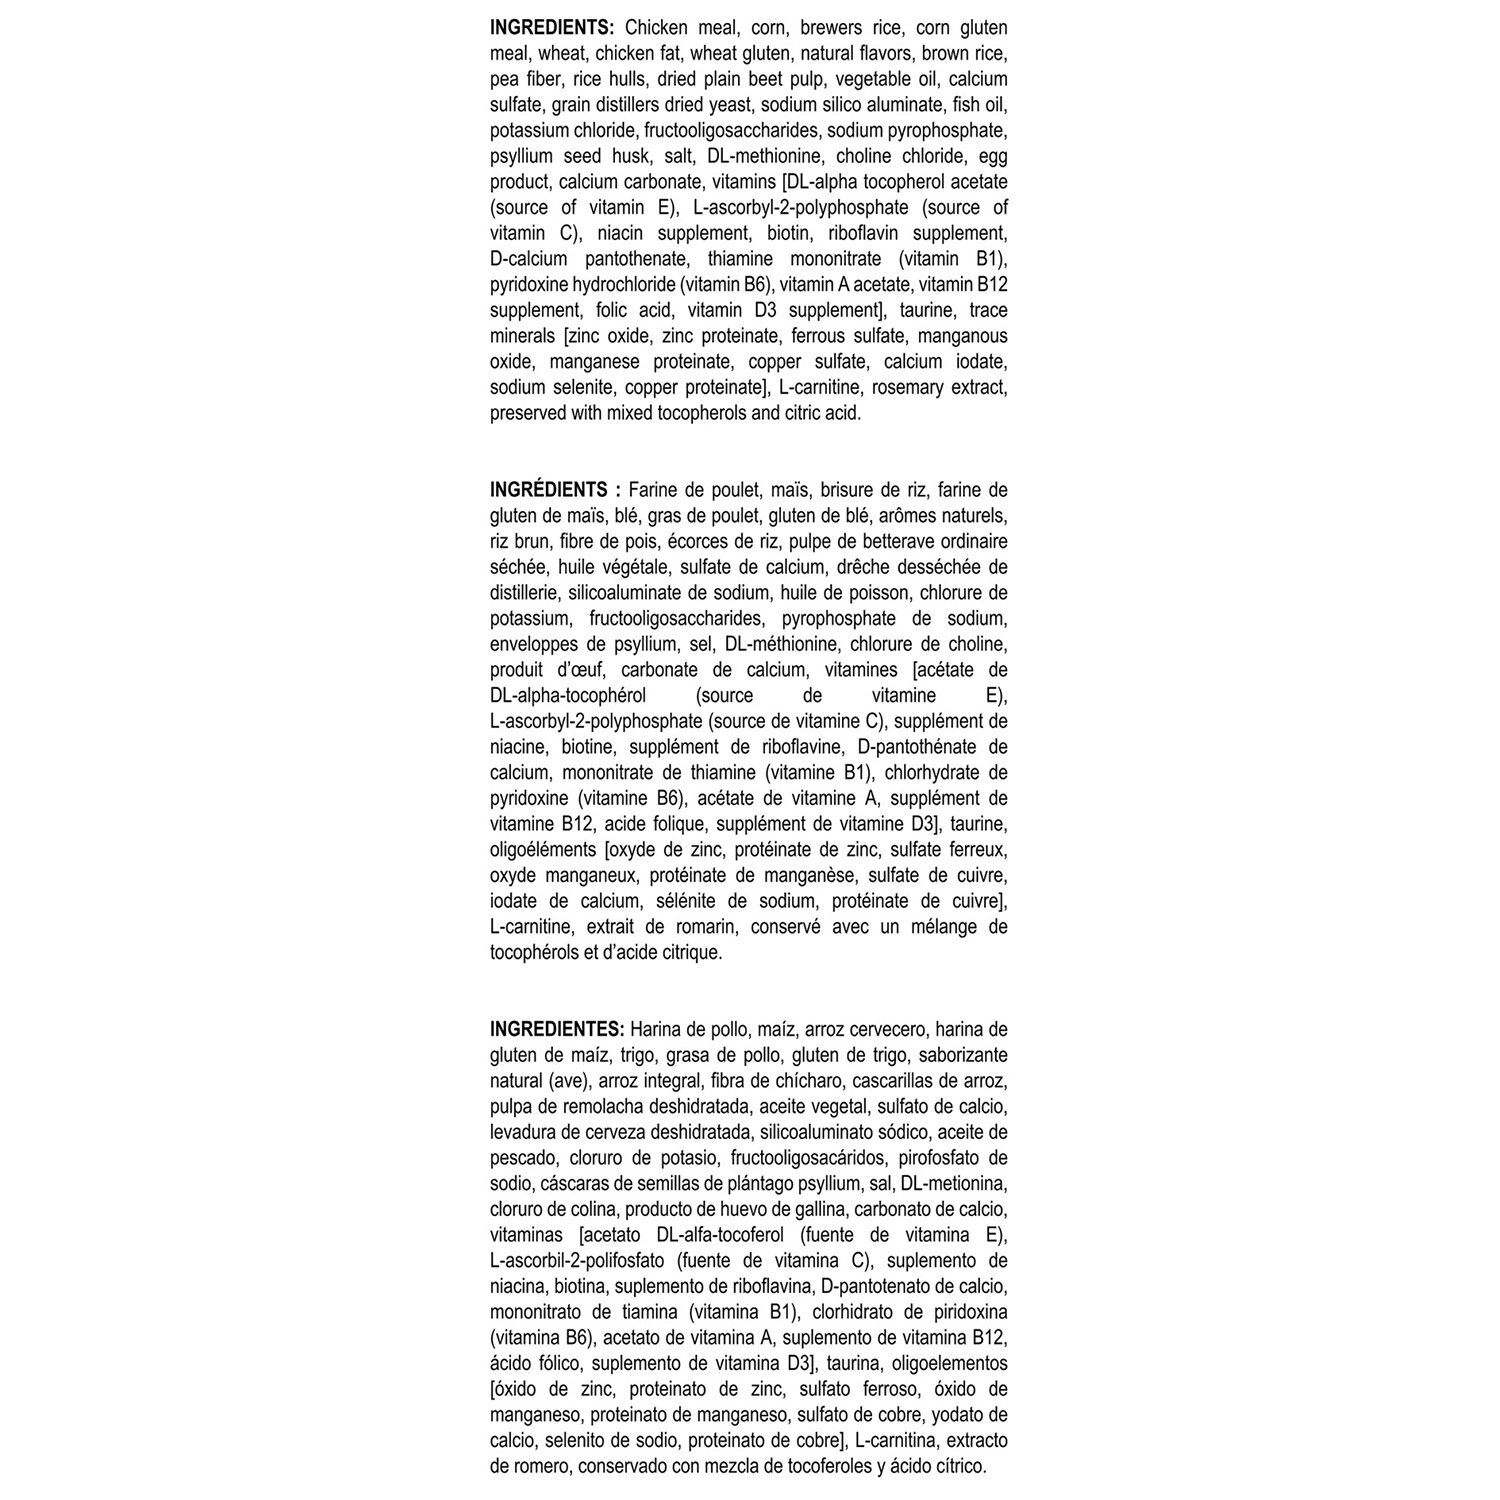 INGREDIENTS: Chicken meal, corn, brewers rice, corn gluten
meal, wheat, chicken fat, wheat gluten, natural flavors, brown rice,
pea fiber, rice hulls, dried plain beet pulp, vegetable oil, calcium
sulfate, grain distillers dried yeast, sodium silico aluminate, fish oil,
potassium chloride, fructooligosaccharides, sodium pyrophosphate,
psyllium seed husk, salt, DL-methionine, choline chloride, egg
product, calcium carbonate, vitamins [DL-alpha tocopherol acetate
(source of vitamin E), L-ascorbyl-2-polyphosphate (source of
vitamin C), niacin supplement, biotin, riboflavin supplement,
D-calcium pantothenate, thiamine mononitrate (vitamin B1),
pyridoxine hydrochloride (vitamin B6), vitamin A acetate, vitamin B12
supplement, folic acid, vitamin D3 supplement], taurine, trace
minerals [zinc oxide, zinc proteinate, ferrous sulfate, manganous
oxide, manganese proteinate, copper sulfate, calcium iodate,
sodium selenite, copper proteinate], L-carnitine, rosemary extract,
preserved with mixed tocopherols and citric acid.
INGRÉDIENTS : Farine de poulet, maïs, brisure de riz, farine de
gluten de maïs, blé, gras de poulet, gluten de blé, arômes naturels,
riz brun, fibre de pois, écorces de riz, pulpe de betterave ordinaire
séchée, huile végétale, sulfate de calcium, drêche desséchée de
distillerie, silicoaluminate de sodium, huile de poisson, chlorure de
potassium, fructooligosaccharides, pyrophosphate de sodium,
enveloppes de psyllium, sel, DL-méthionine, chlorure de choline,
produit d’œuf, carbonate de calcium, vitamines [acétate de
DL-alpha-tocophérol (source de vitamine E),
L-ascorbyl-2-polyphosphate (source de vitamine C), supplément de
niacine, biotine, supplément de riboflavine, D-pantothénate de
calcium, mononitrate de thiamine (vitamine B1), chlorhydrate de
pyridoxine (vitamine B6), acétate de vitamine A, supplément de
vitamine B12, acide folique, supplément de vitamine D3], taurine,
oligoéléments [oxyde de zinc, protéinate de zinc, sulfate ferreux,
oxyde manganeux, protéinate de manganèse, sulfate de cuivre,
iodate de calcium, sélénite de sodium, protéinate de cuivre],
L-carnitine, extrait de romarin, conservé avec un mélange de
tocophérols et d’acide citrique.
INGREDIENTES: Harina de pollo, maíz, arroz cervecero, harina de
gluten de maíz, trigo, grasa de pollo, gluten de trigo, saborizante
natural (ave), arroz integral, fibra de chícharo, cascarillas de arroz,
pulpa de remolacha deshidratada, aceite vegetal, sulfato de calcio,
levadura de cerveza deshidratada, silicoaluminato sódico, aceite de
pescado, cloruro de potasio, fructooligosacáridos, pirofosfato de
sodio, cáscaras de semillas de plántago psyllium, sal, DL-metionina,
cloruro de colina, producto de huevo de gallina, carbonato de calcio,
vitaminas [acetato DL-alfa-tocoferol (fuente de vitamina E),
L-ascorbil-2-polifosfato (fuente de vitamina C), suplemento de
niacina, biotina, suplemento de riboflavina, D-pantotenato de calcio,
mononitrato de tiamina (vitamina B1), clorhidrato de piridoxina
(vitamina B6), acetato de vitamina A, suplemento de vitamina B12,
ácido fólico, suplemento de vitamina D3], taurina, oligoelementos
[óxido de zinc, proteinato de zinc, sulfato ferroso, óxido de
manganeso, proteinato de manganeso, sulfato de cobre, yodato de
calcio, selenito de sodio, proteinato de cobre], L-carnitina, extracto
de romero, conservado con mezcla de tocoferoles y ácido cítrico.